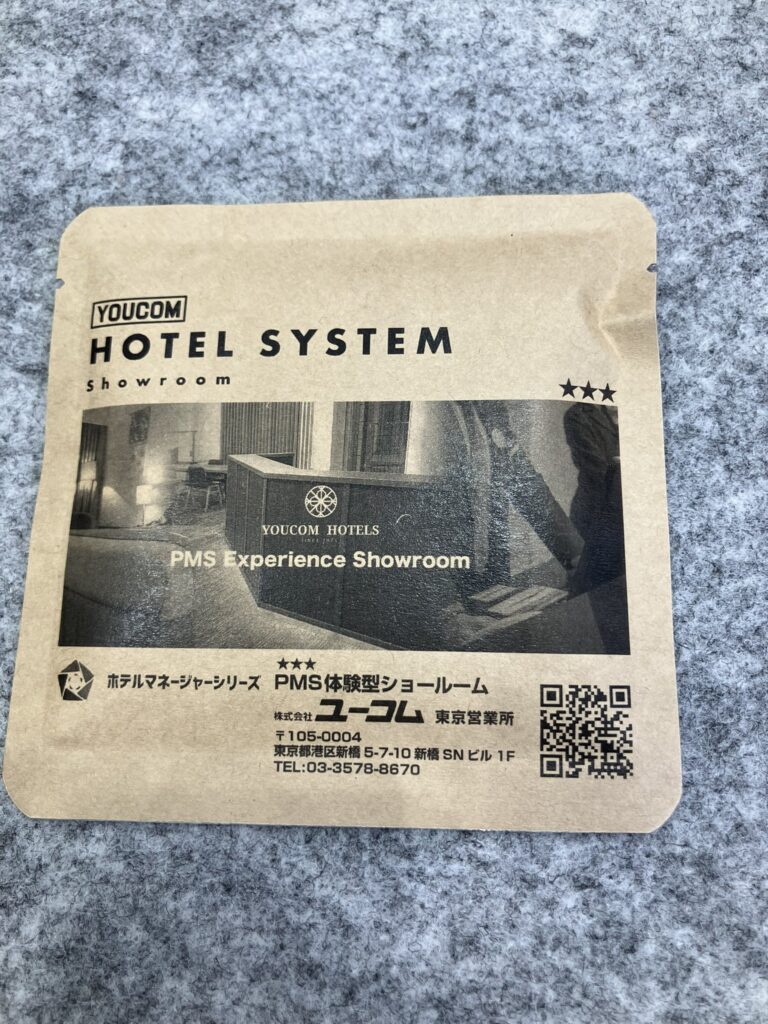 YOUCOM
HOTEL SYSTEM
Showroom
★★★
YOUCOM HOTELS
PMS Experience Showroom
★★★
ホテルマネージャーシリーズ PMS体験型ショールーム
株式会社 ユーコム 東京営業所
〒105-0004
東京都港区新橋 5-7-10 新橋 SN ビル 1F
TEL:03-3578-8670